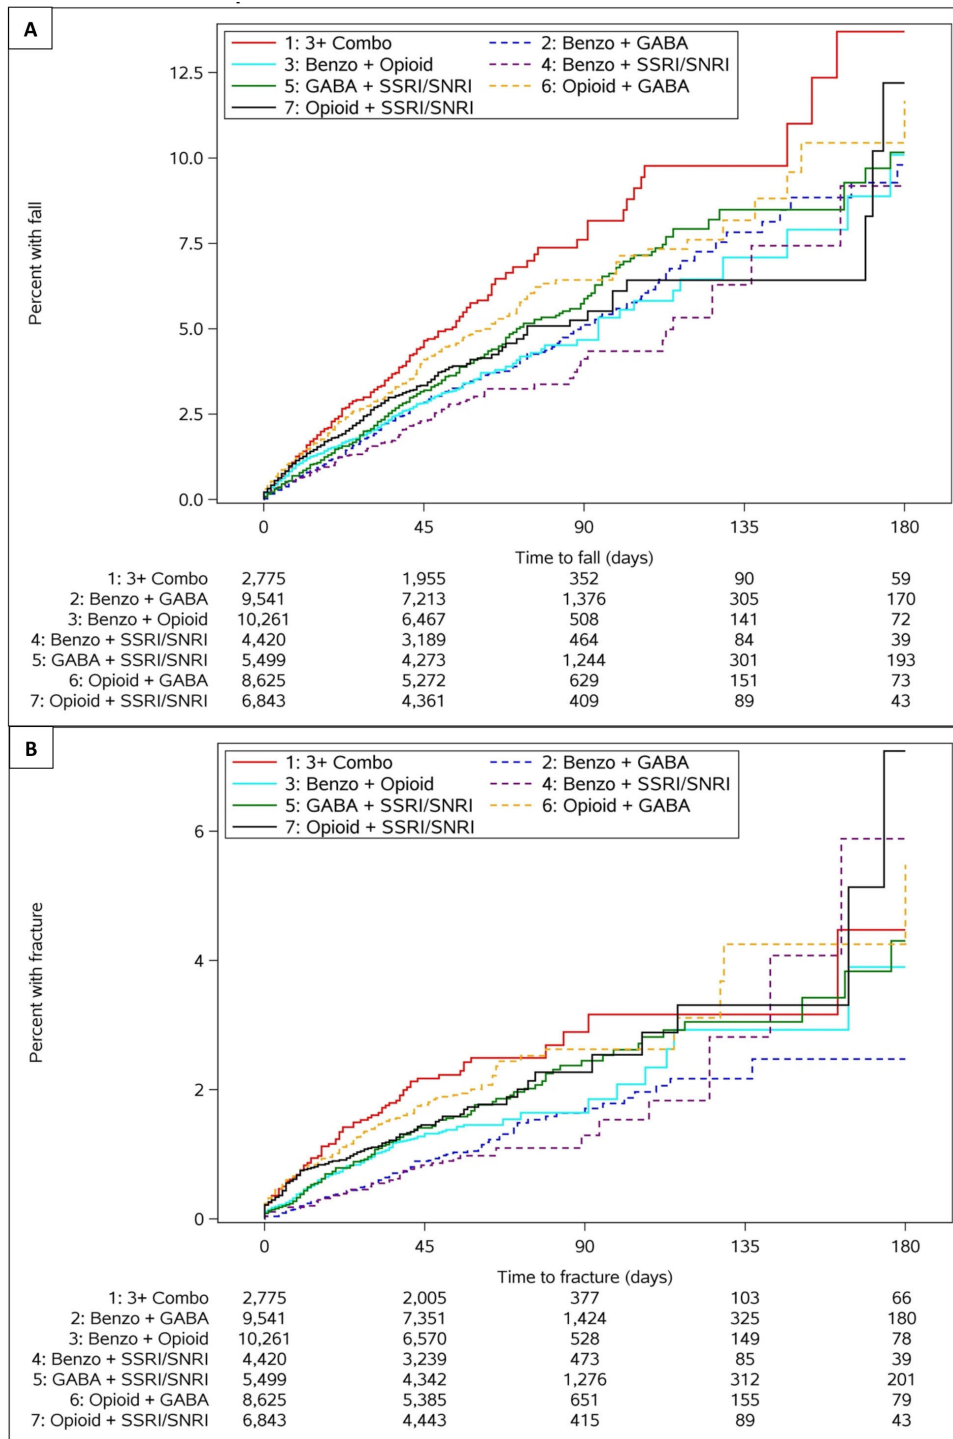 A
1: 3+ Combo 2: Benzo + GABA
3: Benzo + Opioid 4: Benzo + SSRI/SNRI
5: GABA + SSRI/SNRI 6: Opioid + GABA
7: Opioid + SSRI/SNRI
12.5
10.0
7.5
5.0
2.5
0.0
Percent with fall
0 45 90 135 180
Time to fall (days)
1: 3+ Combo 2,775 1,955 352 90 59
2: Benzo + GABA 9,541 7,213 1,376 305 170
3: Benzo + Opioid 10,261 6,467 508 141 72
4: Benzo + SSRI/SNRI 4,420 3,189 464 84 39
5: GABA + SSRI/SNRI 5,499 4,273 1,244 301 193
6: Opioid + GABA 8,625 5,272 629 151 73
7: Opioid + SSRI/SNRI 6,843 4,361 409 89 43
B
1: 3+ Combo 2: Benzo + GABA
3: Benzo + Opioid 4: Benzo + SSRI/SNRI
5: GABA + SSRI/SNRI 6: Opioid + GABA
7: Opioid + SSRI/SNRI
6
4
2
0
Percent with fracture
0 45 90 135 180
Time to fracture (days)
1: 3+ Combo 2,775 2,005 377 103 66
2: Benzo + GABA 9,541 7,351 1,424 325 180
3: Benzo + Opioid 10,261 6,570 528 149 78
4: Benzo + SSRI/SNRI 4,420 3,239 473 85 39
5: GABA + SSRI/SNRI 5,499 4,342 1,276 312 201
6: Opioid + GABA 8,625 5,385 651 155 79
7: Opioid + SSRI/SNRI 6,843 4,443 415 89 43